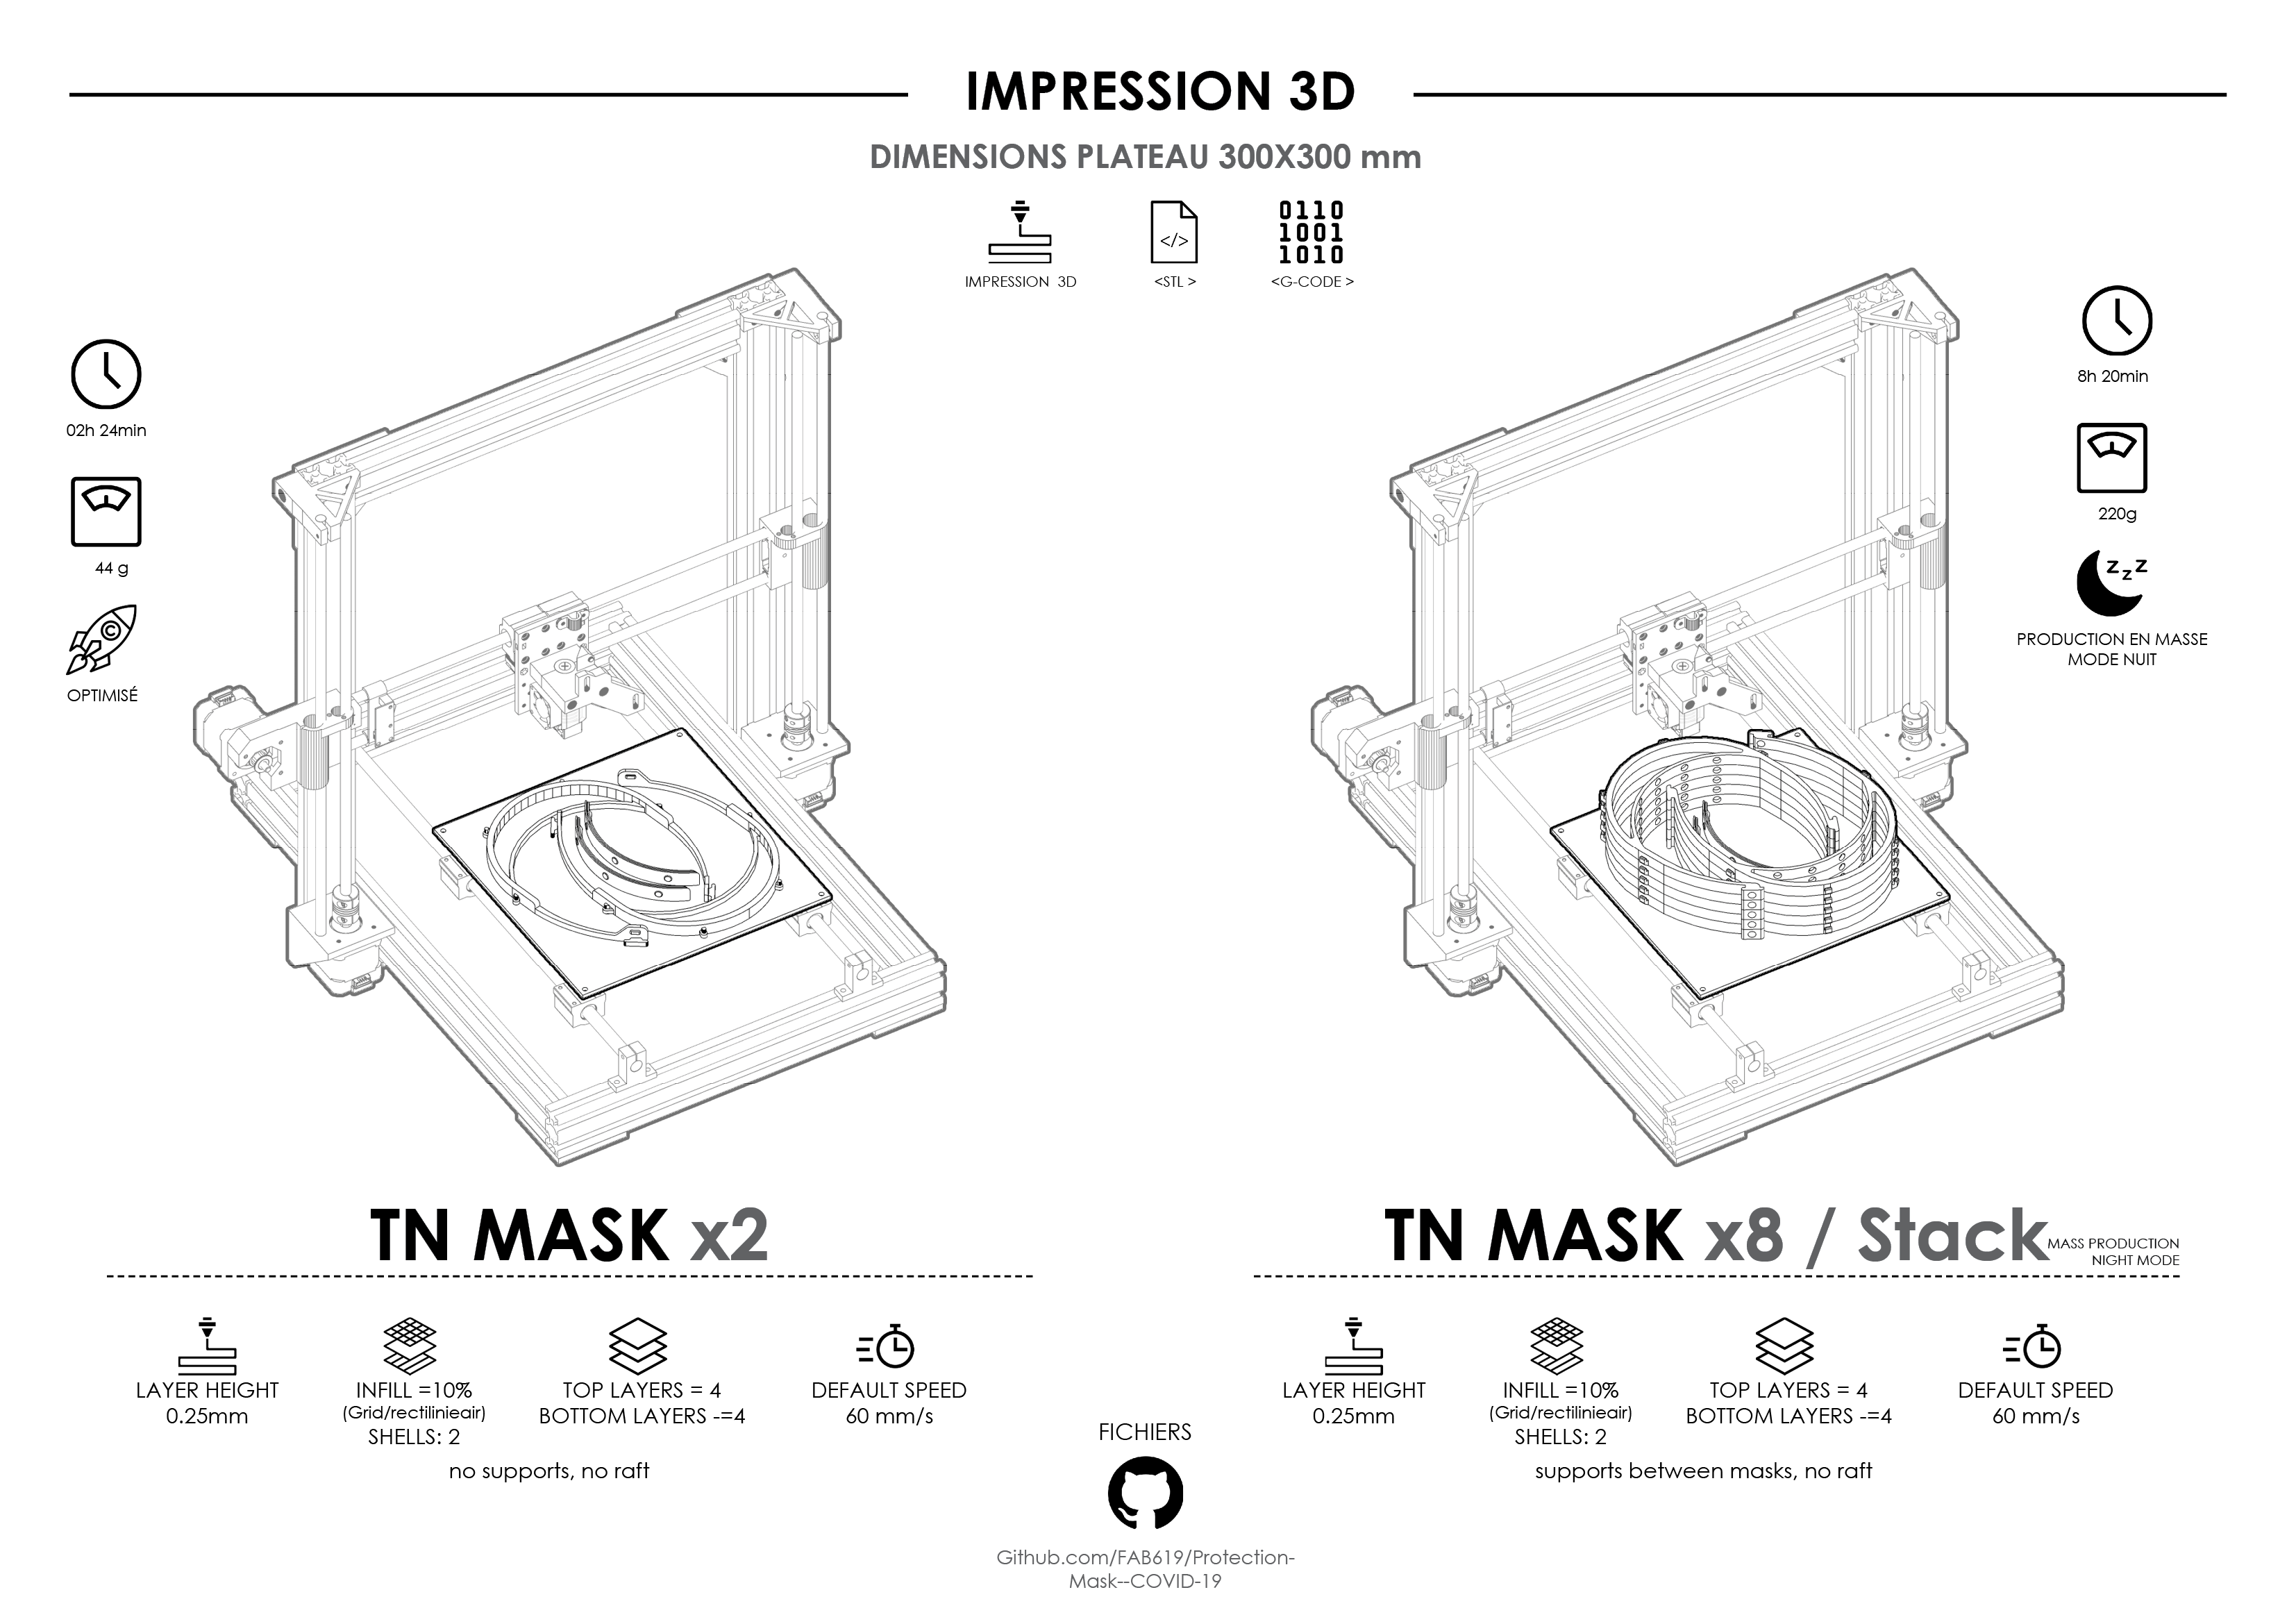 IMPRESSION 3D
DIMENSIONS PLATEAU 300X300 mm
0110
1001
1010
</>
IMPRESSION 3D
<STL >
<G-CODE >
02h 24min
44 g
C
OPTIMISÉ
8h 20min
220g
z z z
PRODUCTION EN MASSE
MODE NUIT
TN MASK x2
LAYER HEIGHT
0.25mm
INFILL =10%
(Grid/rectilinieair)
SHELLS: 2
TOP LAYERS = 4
BOTTOM LAYERS -=4
DEFAULT SPEED
60 mm/s
no supports, no raft
TN MASK x8 / Stack
MASS PRODUCTION
NIGHT MODE
LAYER HEIGHT
0.25mm
INFILL =10%
(Grid/rectilinieair)
SHELLS: 2
TOP LAYERS = 4
BOTTOM LAYERS -=4
DEFAULT SPEED
60 mm/s
supports between masks, no raft
FICHIERS
Github.com/FAB619/Protection-
Mask--COVID-19